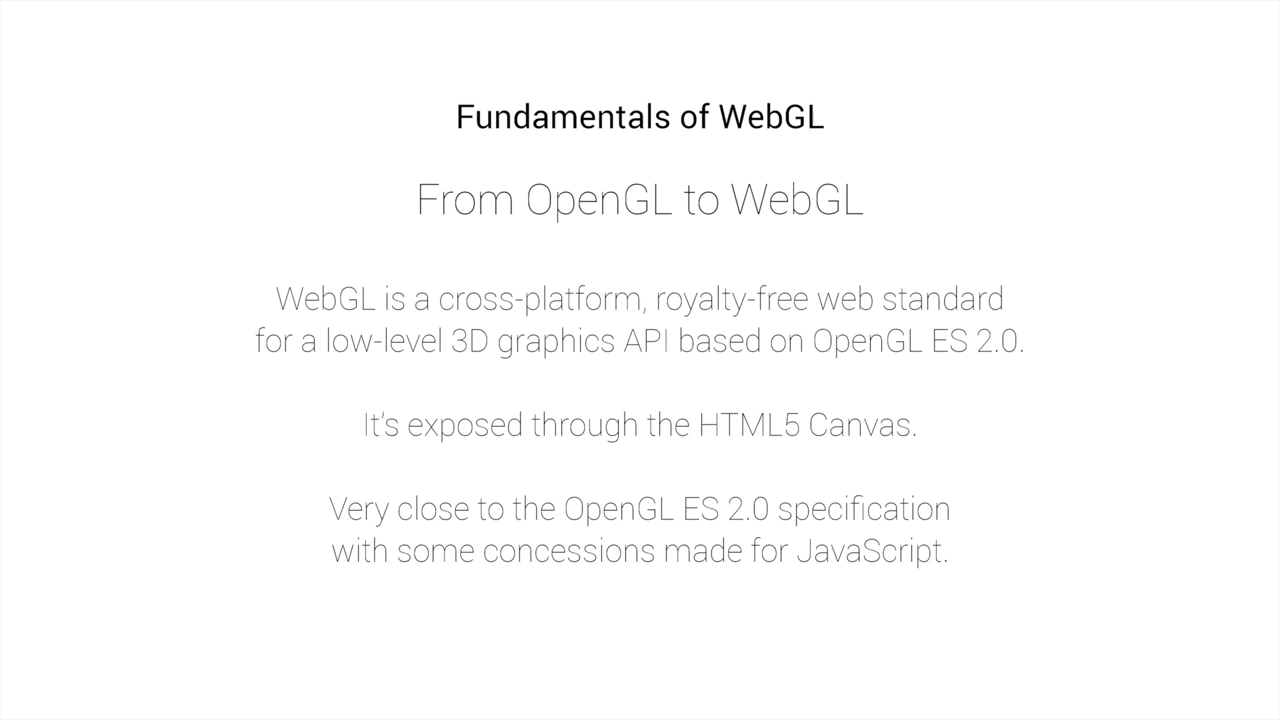 Fundamentals of WebGL
From OpenGL to WebGL
WebGL is a cross-platform, royalty-free web standard
for a low-level 3D graphics API based on OpenGL ES 2.0.
It's exposed through the HTML5 Canvas.
Very close to the OpenGL ES 2.0 specification
with some concessions made for JavaScript.